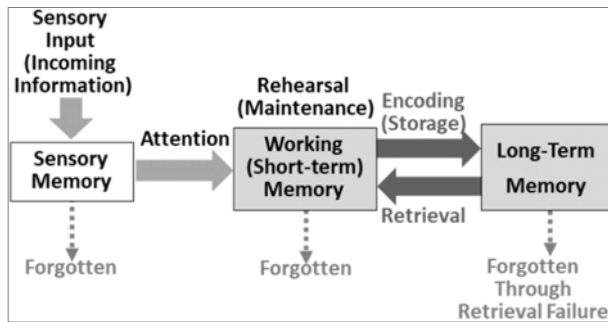 Sensory
Input
(Incoming
Information)
Attention
Sensory
Memory
Forgotten
Rehearsal
(Maintenance)
Working
(Short-term)
Memory
Forgotten
Encoding
(Storage)
Retrieval
Long-Term
Memory
Forgotten
Through
Retrieval Failure